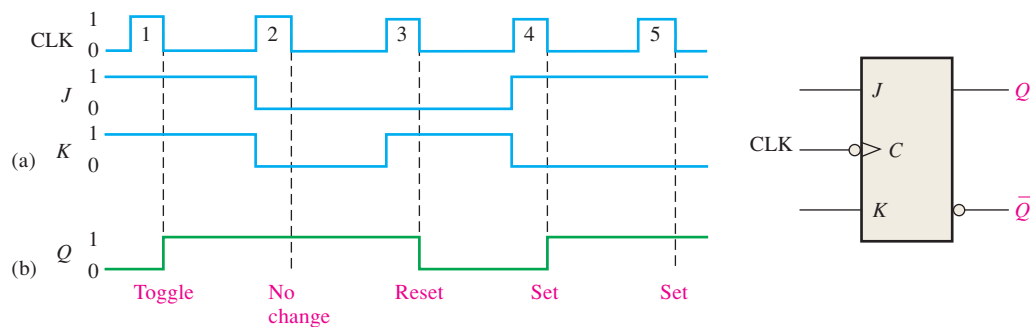 1
CLK
0
1 2 3 4 5
1
J
0
1
K
0
(a)
1
Q
0
(b)
Toggle
No
change
Reset
Set
Set
J
Q
CLK
C
K
Q̅